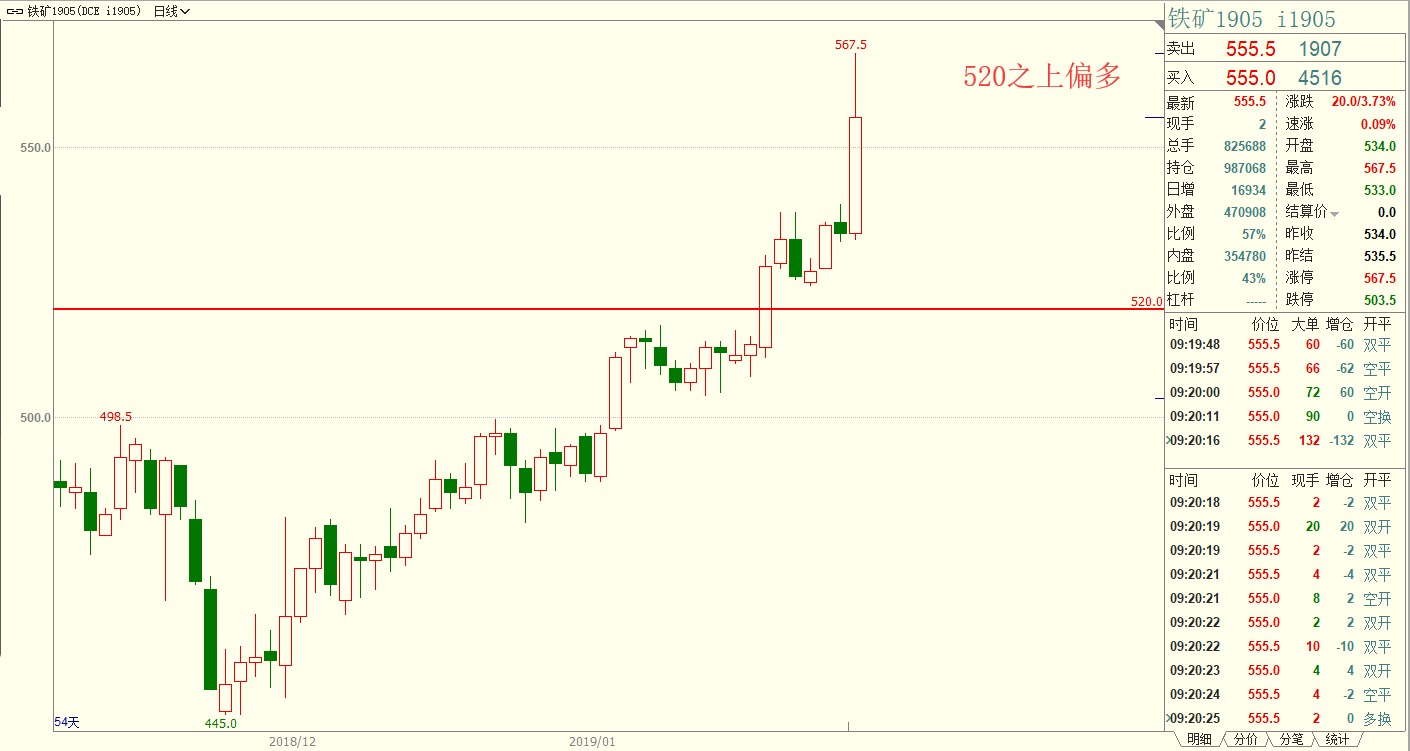 铁矿1905(DCE i1905) 日线
铁矿1905 i1905
卖出 555.5 1907
买入 555.0 4516
最新 555.5 涨跌 20.0/3.73%
现手 2 速涨 0.09%
总手 825688 开盘 534.0
持仓 987068 最高 567.5
日增 16934 最低 533.0
外盘 470908 结算价 0.0
比例 57% 昨收 534.0
内盘 354780 昨结 535.5
比例 43% 涨停 567.5
杠杆 ----- 跌停 503.5
时间 价位 大单 增仓 开平
09:19:48 555.5 60 -60 双平
09:19:57 555.5 66 -62 空平
09:20:00 555.0 72 60 空开
09:20:11 555.0 90 0 空换
09:20:16 555.5 132 -132 双平
时间 价位 现手 增仓 开平
09:20:18 555.5 2 -2 双平
09:20:19 555.0 20 20 双开
09:20:19 555.5 2 -2 双平
09:20:21 555.5 4 -4 双平
09:20:21 555.0 8 2 空开
09:20:22 555.0 2 2 双开
09:20:22 555.5 10 -10 双平
09:20:23 555.0 4 4 双开
09:20:24 555.5 4 -2 空平
09:20:25 555.5 2 0 多换
明细 分价 分笔 统计
567.5
520之上偏多
550.0
520.0
500.0
498.5
445.0
54天
2018/12
2019/01